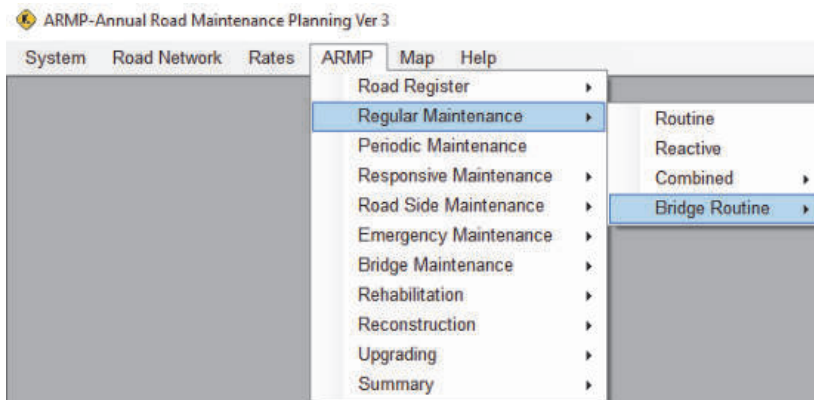 ARMP-Annual Road Maintenance Planning Ver 3
System Road Network Rates ARMP Map Help
Road Register
Regular Maintenance
Periodic Maintenance
Responsive Maintenance
Road Side Maintenance
Emergency Maintenance
Bridge Maintenance
Rehabilitation
Reconstruction
Upgrading
Summary
Routine
Reactive
Combined
Bridge Routine